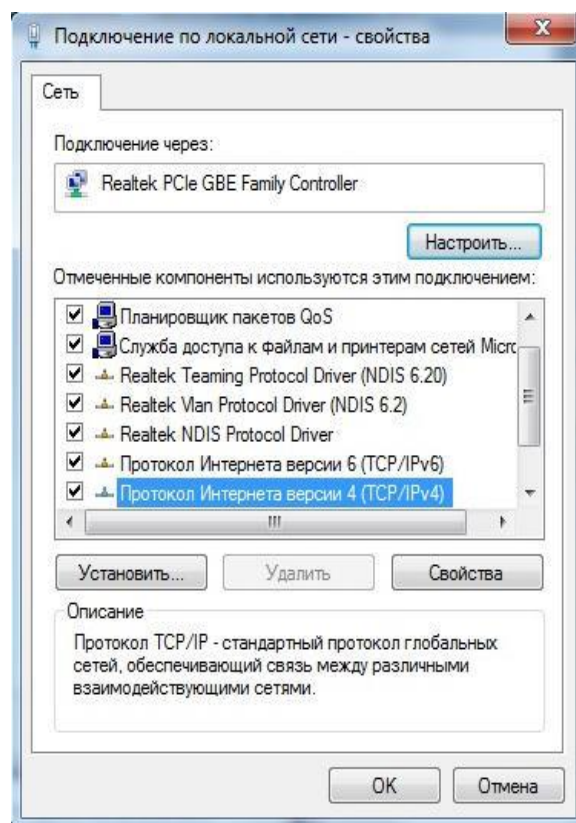 Подключение по локальной сети - свойства
Сеть
Подключение через:
Realtek PCIe GBE Family Controller
Настроить...
Отмеченные компоненты используются этим подключением:
Планировщик пакетов QoS
Служба доступа к файлам и принтерам сетей Micro
Realtek Teaming Protocol Driver (NDIS 6.20)
Realtek Vlan Protocol Driver (NDIS 6.2)
Realtek NDIS Protocol Driver
Протокол Интернета версии 6 (TCP/IPv6)
Протокол Интернета версии 4 (TCP/IPv4)
Установить...
Удалить
Свойства
Описание
Протокол TCP/IP - стандартный протокол глобальных
сетей, обеспечивающий связь между различными
взаимодействующими сетями.
OK
Отмена